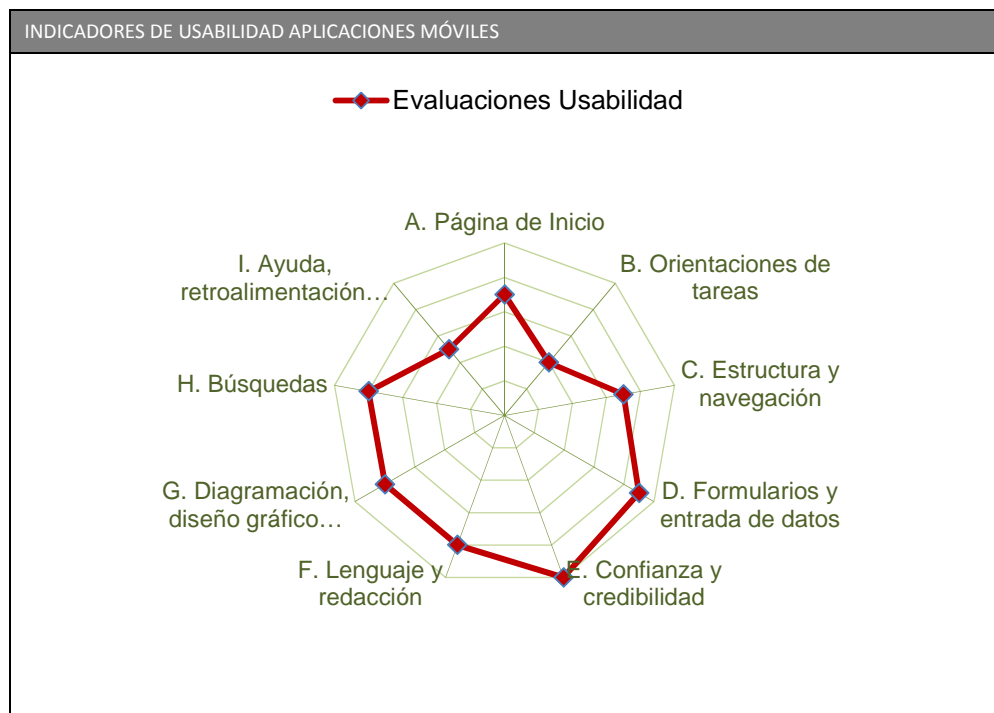 INDICADORES DE USABILIDAD APLICACIONES MÓVILES
Evaluaciones Usabilidad
A. Página de Inicio
B. Orientaciones de
tareas
C. Estructura y
navegación
D. Formularios y
entrada de datos
E. Confianza y
credibilidad
F. Lenguaje y
redacción
G. Diagramación,
diseño gráfico…
H. Búsquedas
I. Ayuda,
retroalimentación…